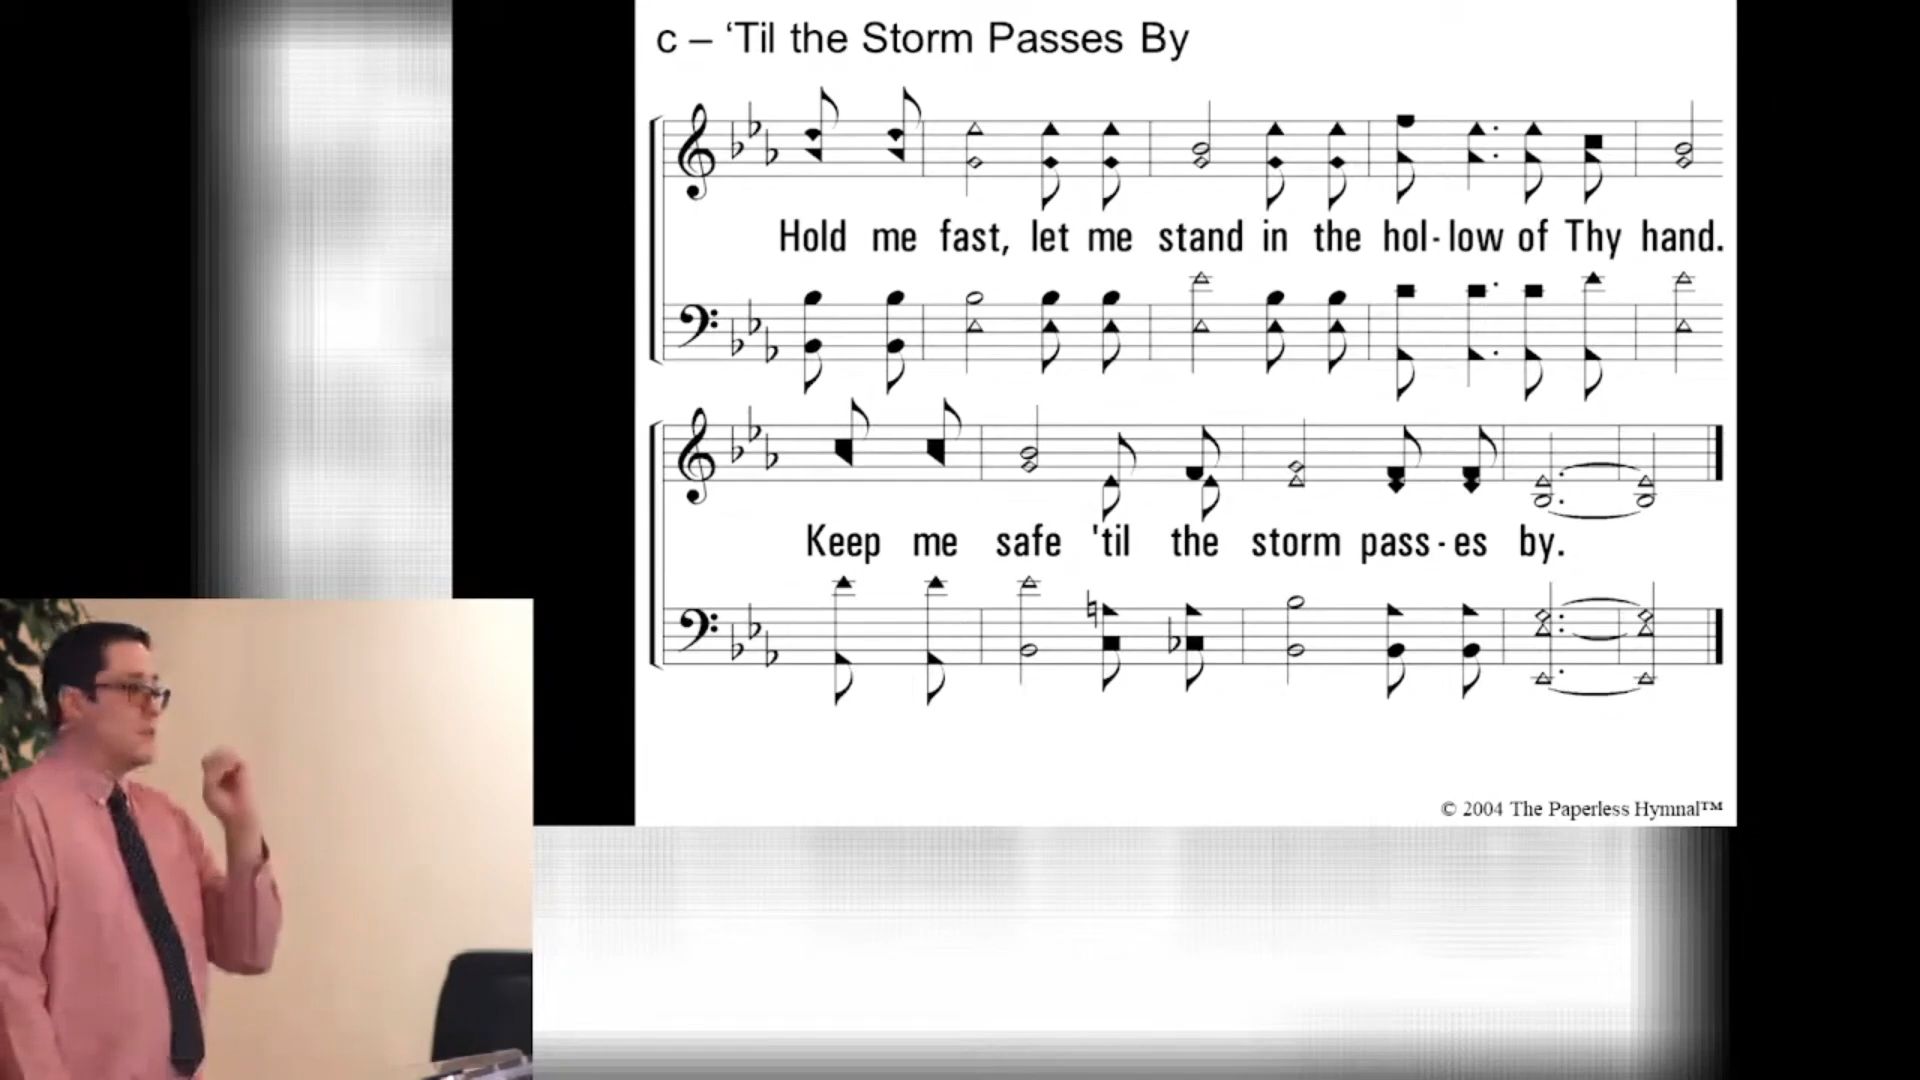 c – ‘Til the Storm Passes By
Hold me fast, let me stand in the hol-low of Thy hand.
Keep me safe 'til the storm pass-es by.
© 2004 The Paperless Hymnal™